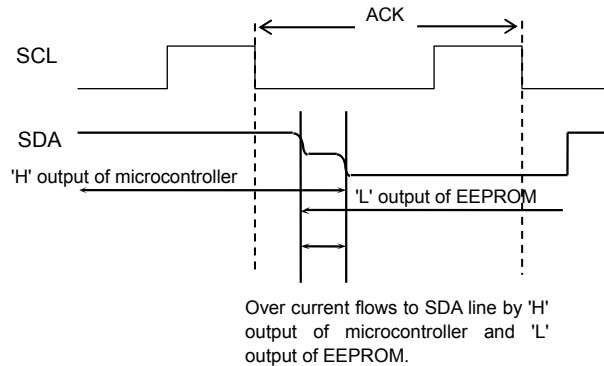 ACK
SCL
SDA
'H' output of microcontroller
'L' output of EEPROM
Over current flows to SDA line by 'H'
output of microcontroller and 'L'
output of EEPROM.